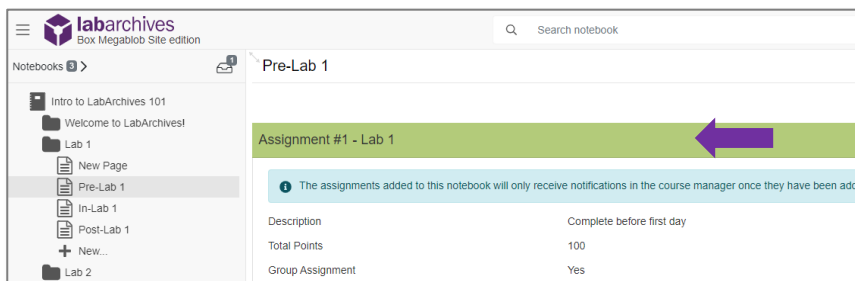 labarchives
Box Megablob Site edition
Search notebook
Notebooks 3 >
1
Pre-Lab 1
Intro to LabArchives 101
Welcome to LabArchives!
Lab 1
New Page
Pre-Lab 1
In-Lab 1
Post-Lab 1
+ New...
Lab 2
Assignment #1 - Lab 1
The assignments added to this notebook will only receive notifications in the course manager once they have been add
Description Complete before first day
Total Points 100
Group Assignment Yes